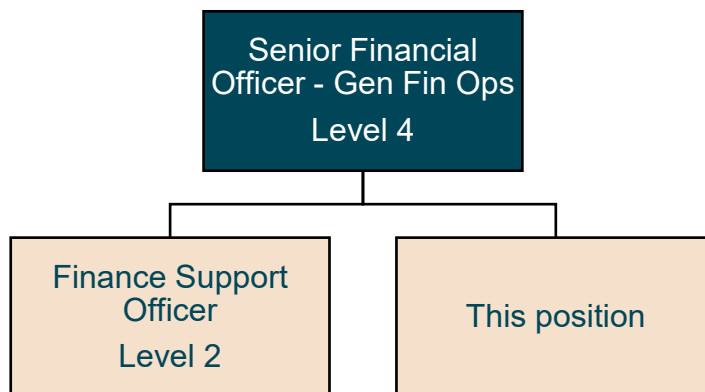 Senior Financial
Officer - Gen Fin Ops
Level 4
Finance Support
Officer
Level 2
This position